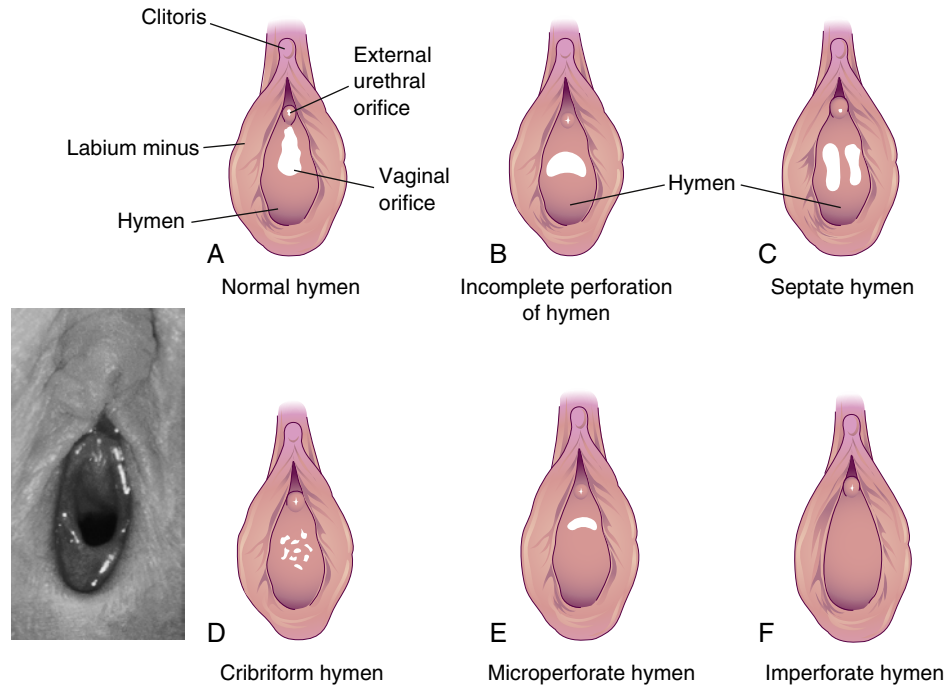 Clitoris
External
urethral
orifice
Labium minus
Vaginal
orifice
Hymen
Hymen
A
B
C
Normal hymen
Incomplete perforation
of hymen
Septate hymen
D
E
F
Cribriform hymen
Microperforate hymen
Imperforate hymen